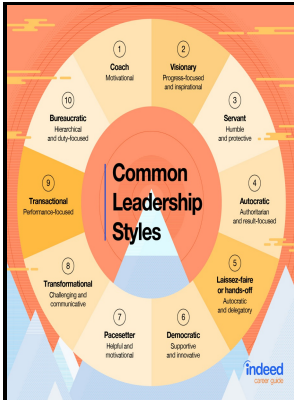 1
Coach
Motivational
2
Visionary
Progress-focused
and inspirational
3
Servant
Humble
and protective
4
Autocratic
Authoritarian
and result-focused
5
Laissez-faire
or hands-off
Autocratic
and delegatory
6
Democratic
Supportive
and innovative
7
Pacesetter
Helpful and
motivational
8
Transformational
Challenging and
communicative
9
Transactional
Performance-focused
10
Bureaucratic
Hierarchical
and duty-focused
Common
Leadership
Styles
indeed
career guide